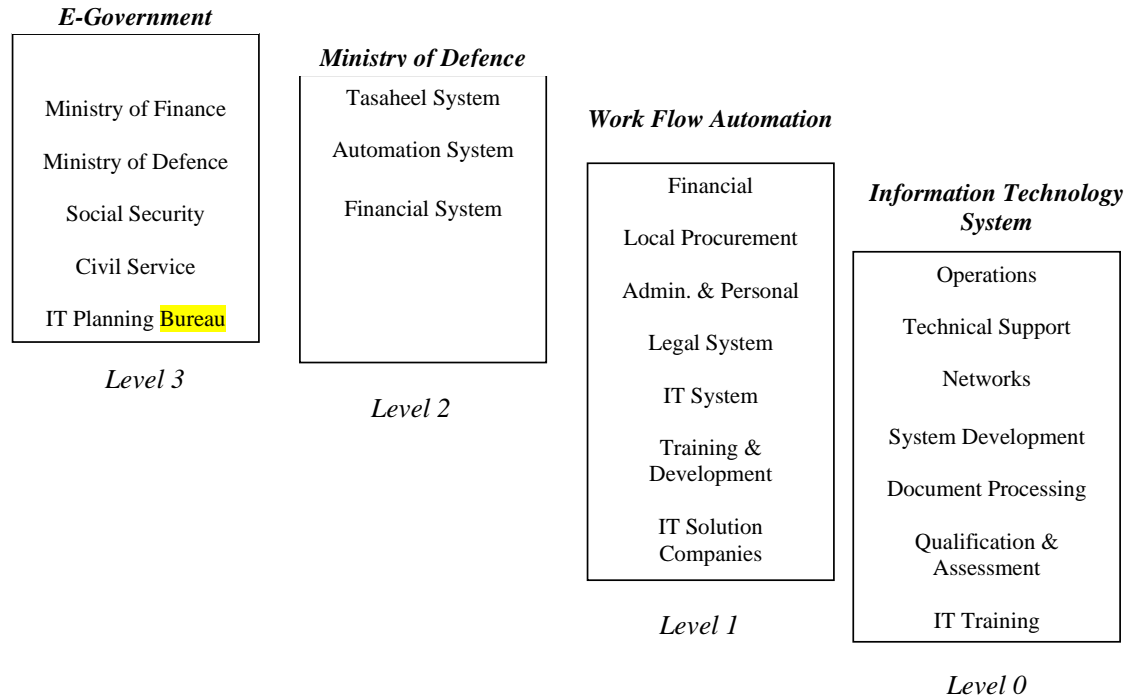 E-Government
Ministry of Finance
Ministry of Defence
Social Security
Civil Service
IT Planning Bureau
Level 3
Ministry of Defence
Tasaheel System
Automation System
Financial System
Level 2
Work Flow Automation
Financial
Local Procurement
Admin. & Personal
Legal System
IT System
Training &
Development
IT Solution
Companies
Level 1
Information Technology
System
Operations
Technical Support
Networks
System Development
Document Processing
Qualification &
Assessment
IT Training
Level 0